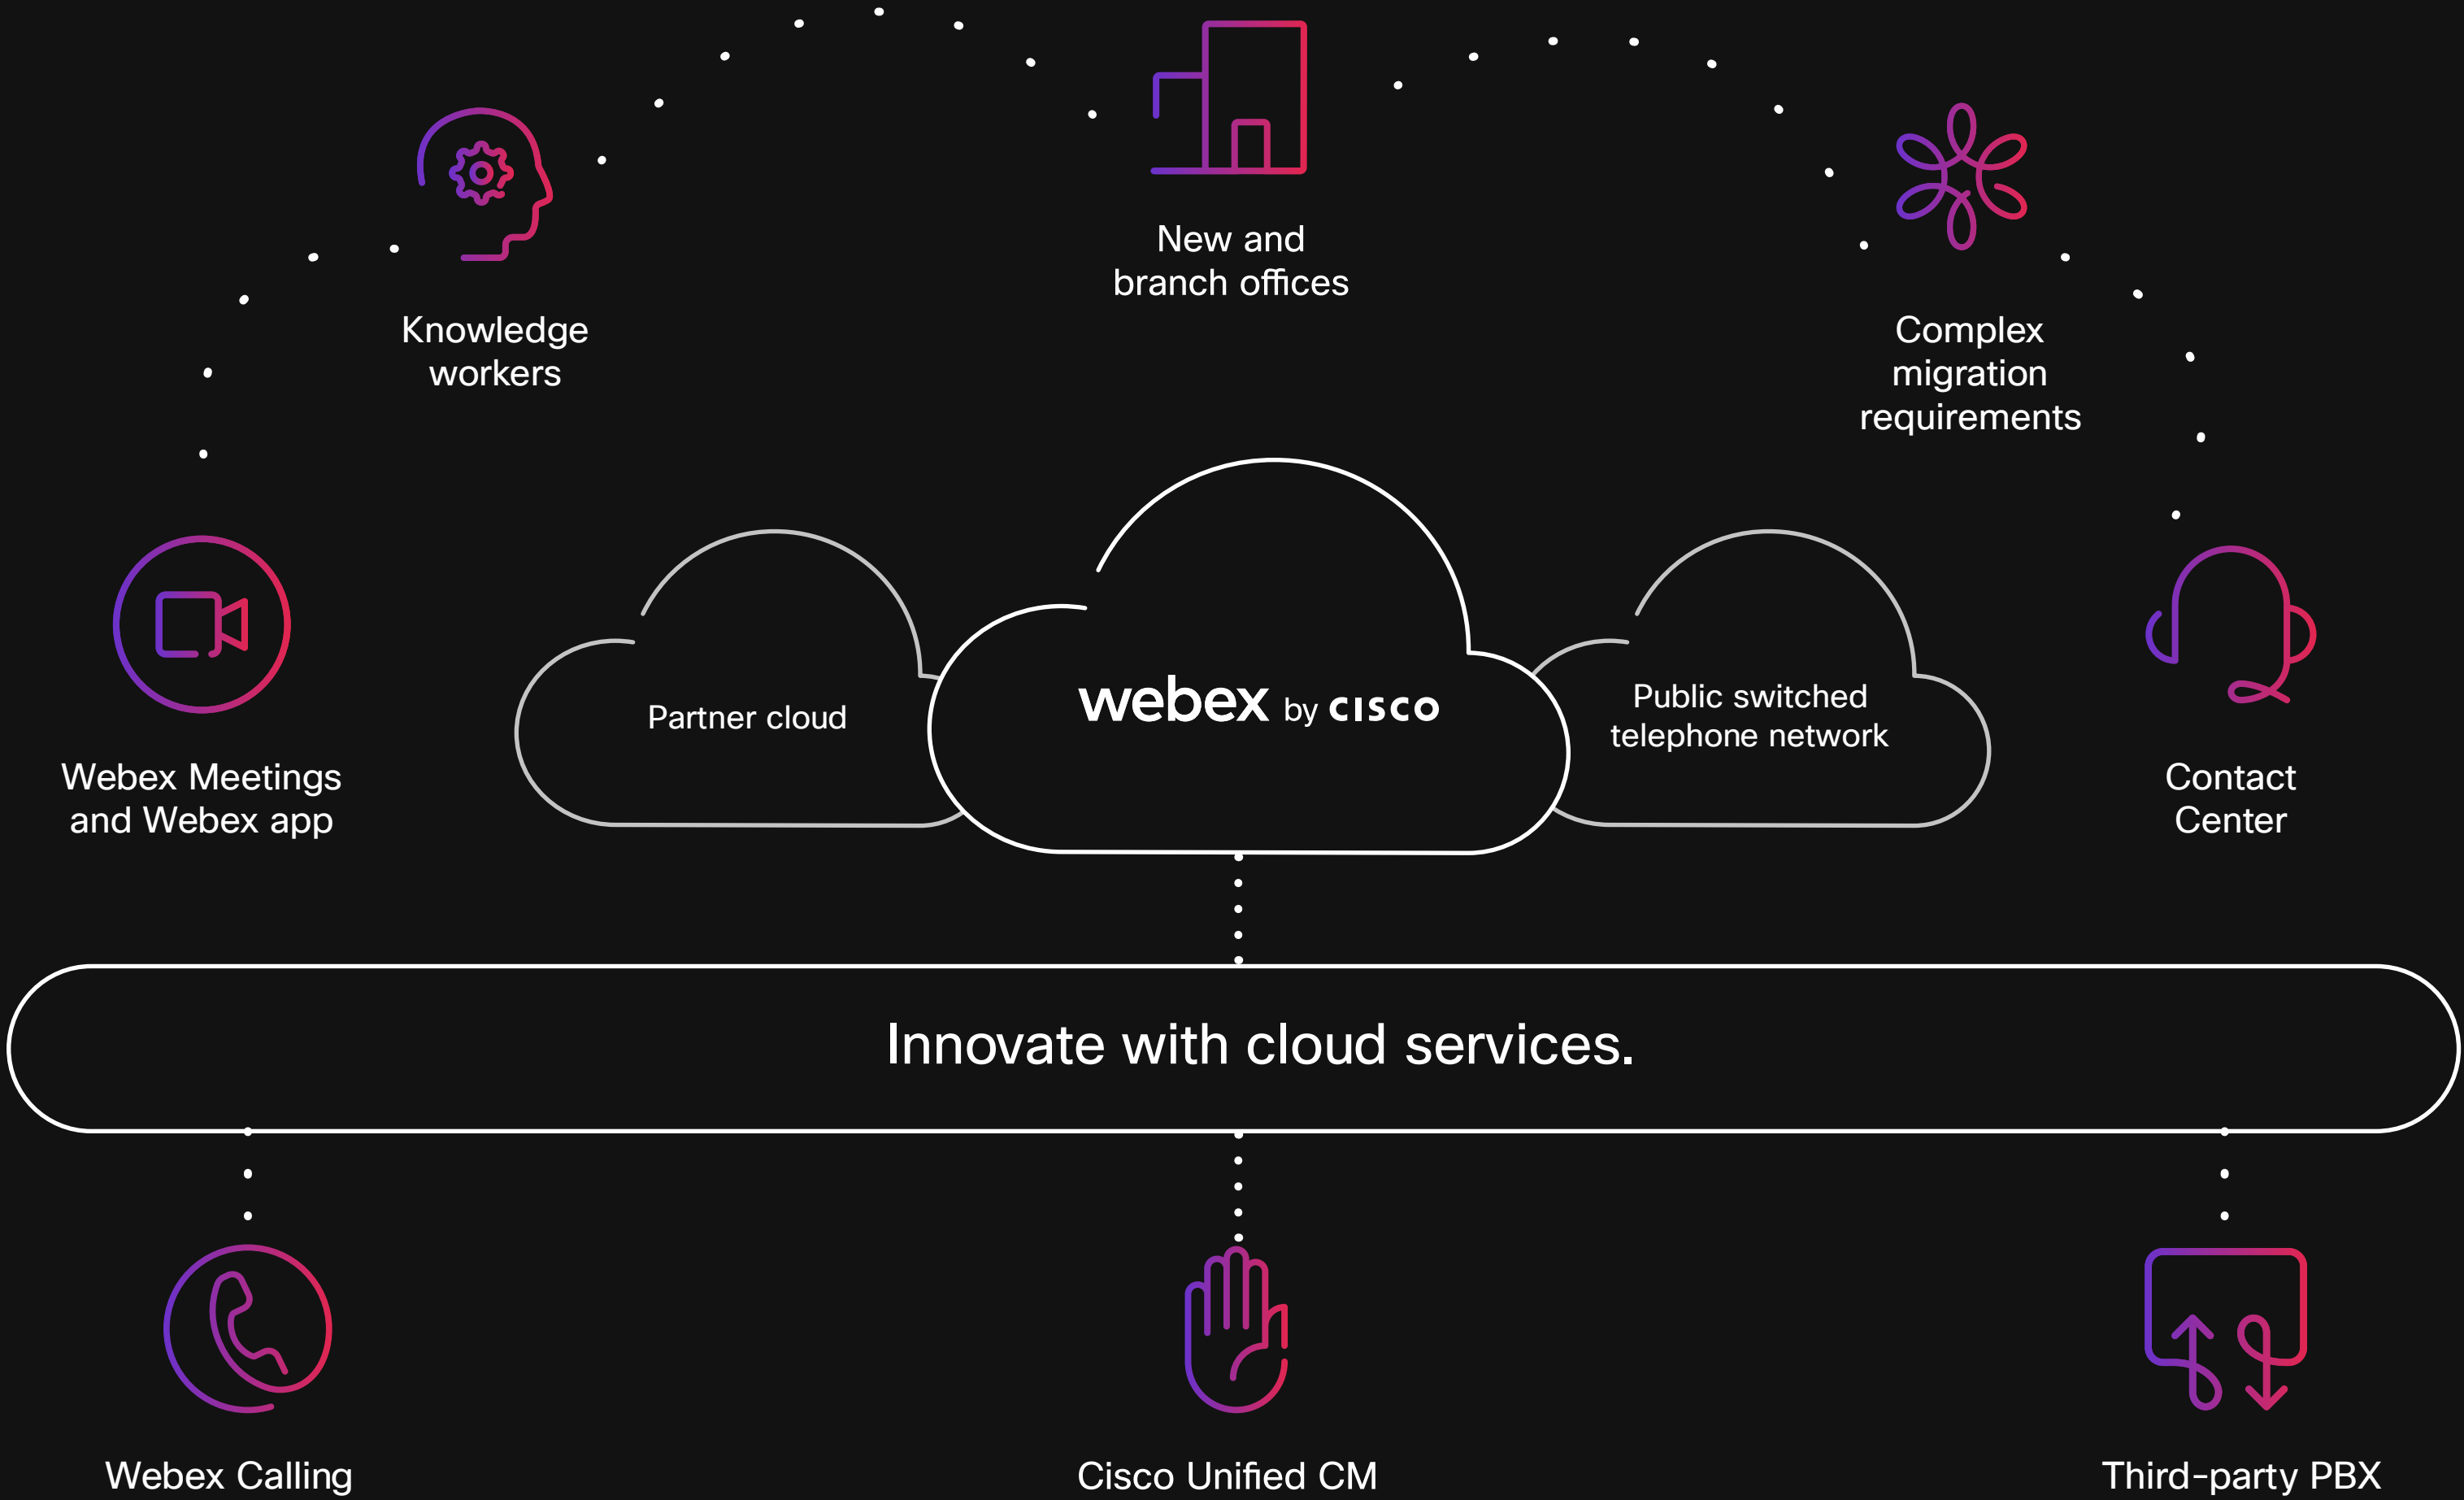 New and
branch offices
Knowledge
workers
Complex
migration
requirements
Webex Meetings
and Webex app
Partner cloud
webex by CISCO
Public switched
telephone network
Contact
Center
Innovate with cloud services.
Webex Calling
Cisco Unified CM
Third-party PBX